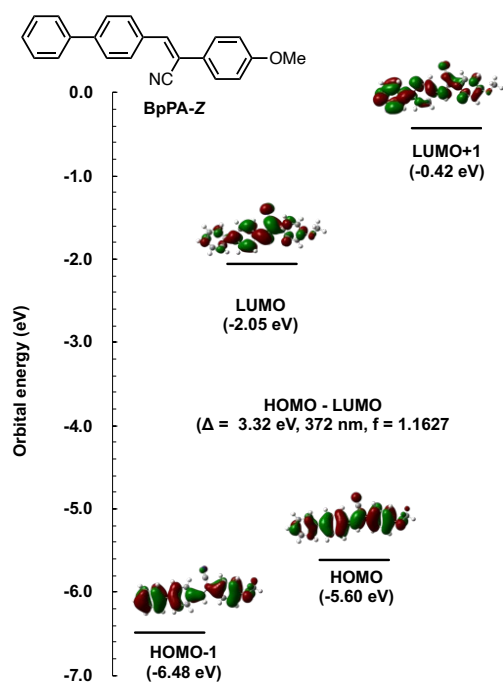 OMe
NC
BpPA-Z
Orbital energy (eV)
0.0
-1.0
-2.0
-3.0
-4.0
-5.0
-6.0
-7.0
LUMO+1
(-0.42 eV)
LUMO
(-2.05 eV)
HOMO - LUMO
(Δ = 3.32 eV, 372 nm, f = 1.1627
HOMO
(-5.60 eV)
HOMO-1
(-6.48 eV)